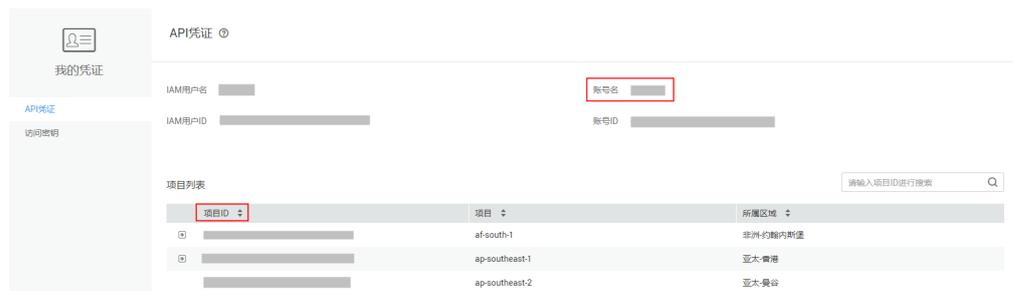 API凭证
我的凭证
IAM用户名
账号名
API凭证
IAM用户ID
账号ID
访问密钥
项目列表
请输入项目ID进行搜索
项目ID 项目 所属区域
af-south-1 非洲-约翰内斯堡
ap-southeast-1 亚太-香港
ap-southeast-2 亚太-曼谷